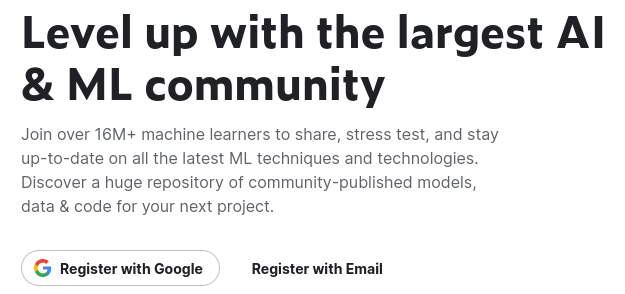 Level up with the largest AI
& ML community
Join over 16M+ machine learners to share, stress test, and stay
up-to-date on all the latest ML techniques and technologies.
Discover a huge repository of community-published models,
data & code for your next project.
Register with Google Register with Email